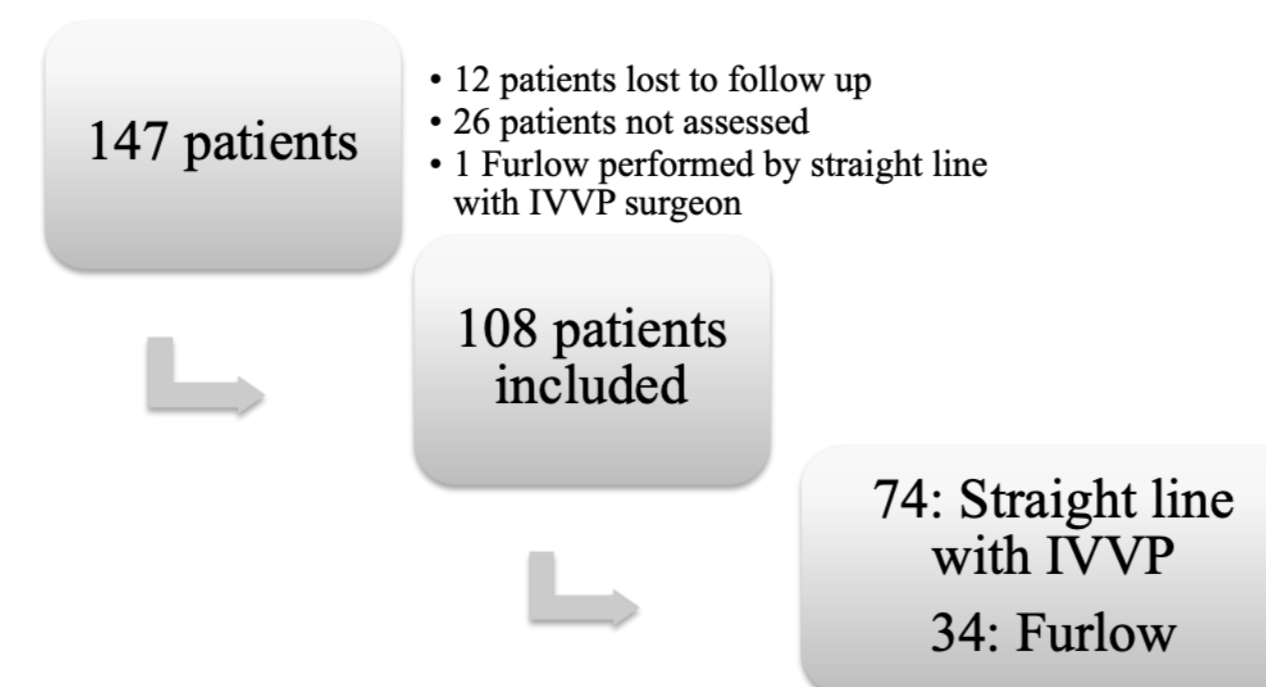 147 patients
• 12 patients lost to follow up
• 26 patients not assessed
• 1 Furlow performed by straight line
with IVVP surgeon
108 patients
included
74: Straight line
with IVVP
34: Furlow